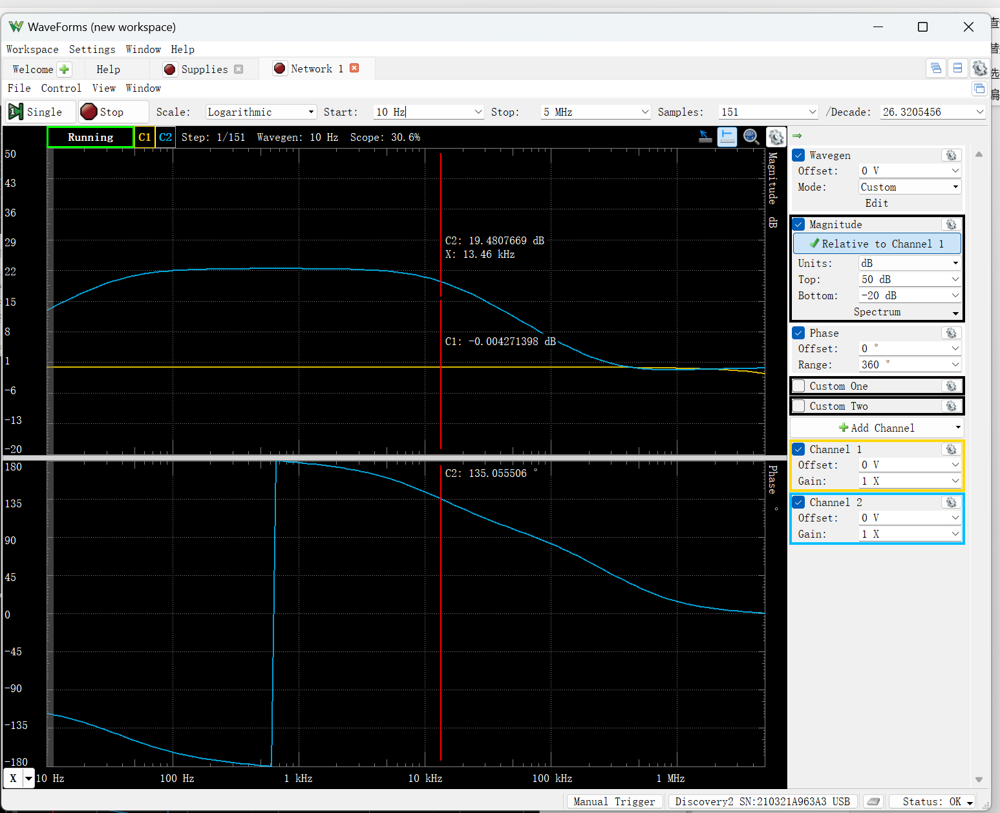 WaveForms (new workspace)
Workspace Settings Window Help
Welcome Help Supplies Network 1
File Control View Window
Single Stop Scale: Logarithmic Start: 10 Hz Stop: 5 MHz Samples: 151 /Decade: 26.3205456
Running C1 C2 Step: 1/151 Wavegen: 10 Hz Scope: 30.6%
50
43
36
29
22
15
8
1
-6
-13
-20
Magnitude dB
C2: 19.4807669 dB
X: 13.46 kHz
C1: -0.004271398 dB
180
135
90
45
0
-45
-90
-135
-180
Phase °
C2: 135.055506 °
X 10 Hz 100 Hz 1 kHz 10 kHz 100 kHz 1 MHz
Wavegen
Offset: 0 V
Mode: Custom
Edit
Magnitude
Relative to Channel 1
Units: dB
Top: 50 dB
Bottom: -20 dB
Spectrum
Phase
Offset: 0 °
Range: 360 °
Custom One
Custom Two
Add Channel
Channel 1
Offset: 0 V
Gain: 1 X
Channel 2
Offset: 0 V
Gain: 1 X
Manual Trigger Discovery2 SN:210321A963A3 USB Status: OK